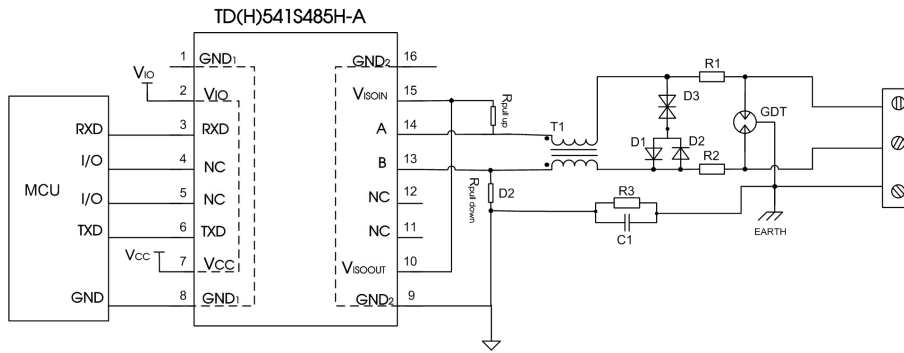 TD(H)541S485H-A
1 GND1
GND2 16
VIO
2 VIO
VISOIN 15
Rpull up
R1
D3
GDT
RXD 3 RXD
A 14
T1
D1 D2
I/O 4 NC
B 13
R2
MCU
I/O 5 NC
NC 12
Rpull down
D2
R3
C1
EARTH
TXD 6 TXD
NC 11
VCC
7 VCC
VISOOUT 10
GND 8 GND1
GND2 9